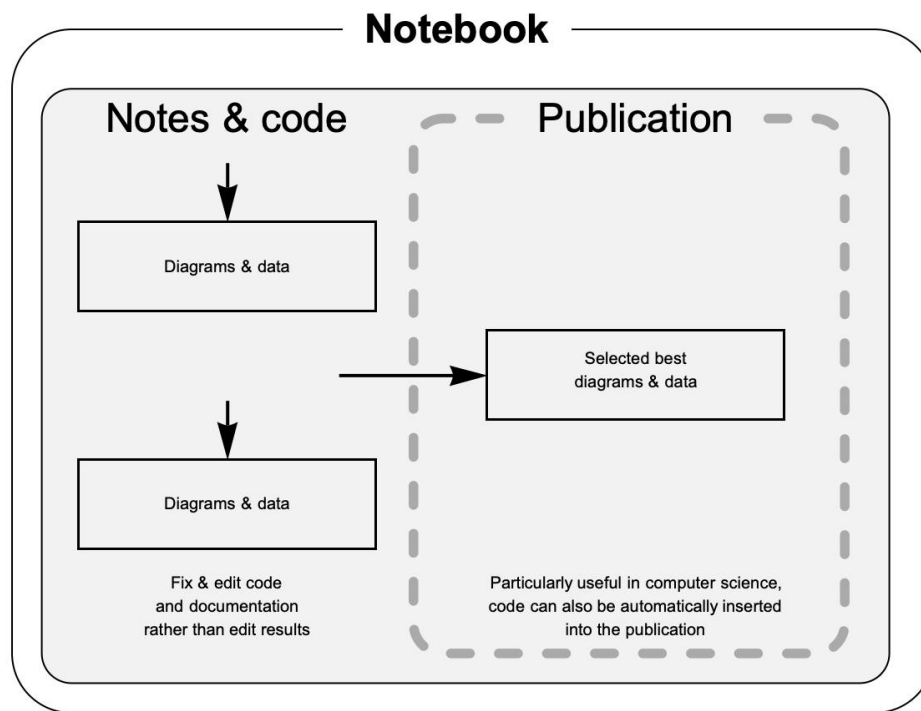 Notebook
Notes & code
Publication
Diagrams & data
Selected best
diagrams & data
Diagrams & data
Fix & edit code
and documentation
rather than edit results
Particularly useful in computer science,
code can also be automatically inserted
into the publication